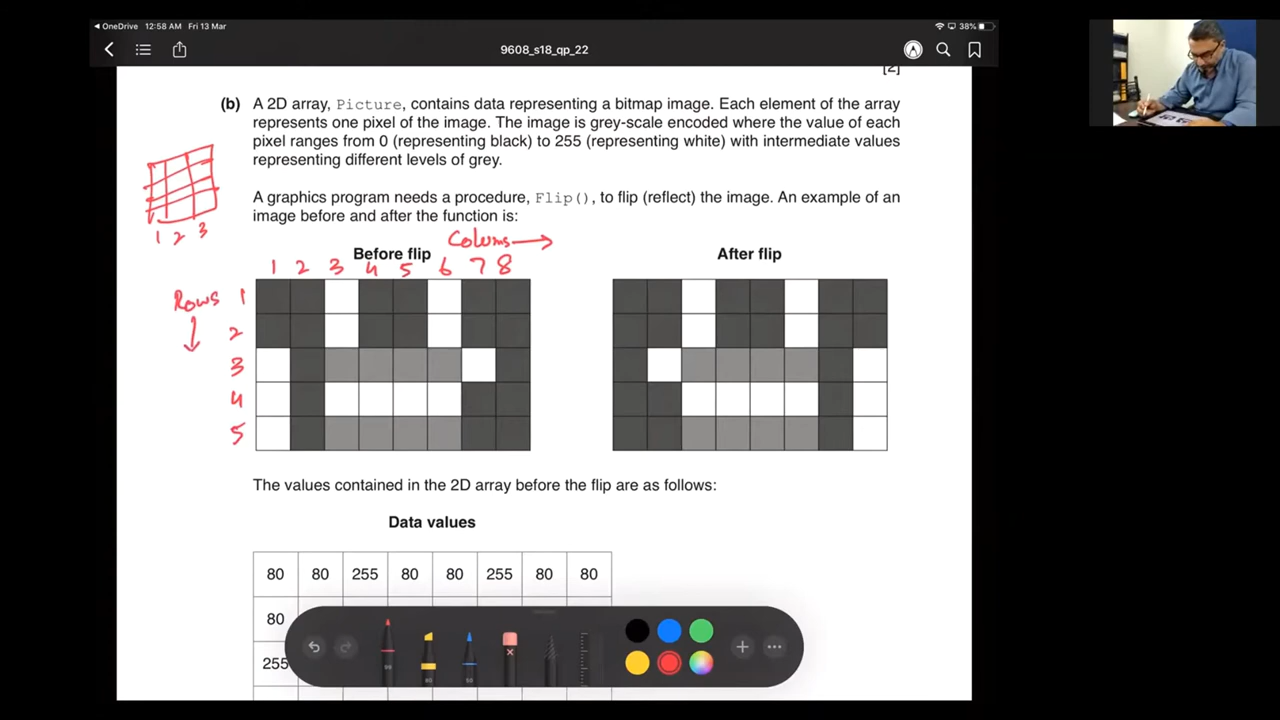 OneDrive 12:58 AM Fri 13 Mar 38%
9608_s18_qp_22
[2]
(b) A 2D array, Picture, contains data representing a bitmap image. Each element of the array
represents one pixel of the image. The image is grey-scale encoded where the value of each
pixel ranges from 0 (representing black) to 255 (representing white) with intermediate values
representing different levels of grey.
A graphics program needs a procedure, Flip(), to flip (reflect) the image. An example of an
image before and after the function is:
1 2 3
Colums
Before flip
After flip
1 2 3 4 5 6 7 8
Rows 1
2
3
4
5
The values contained in the 2D array before the flip are as follows:
Data values
80 80 255 80 80 255 80 80
80
255